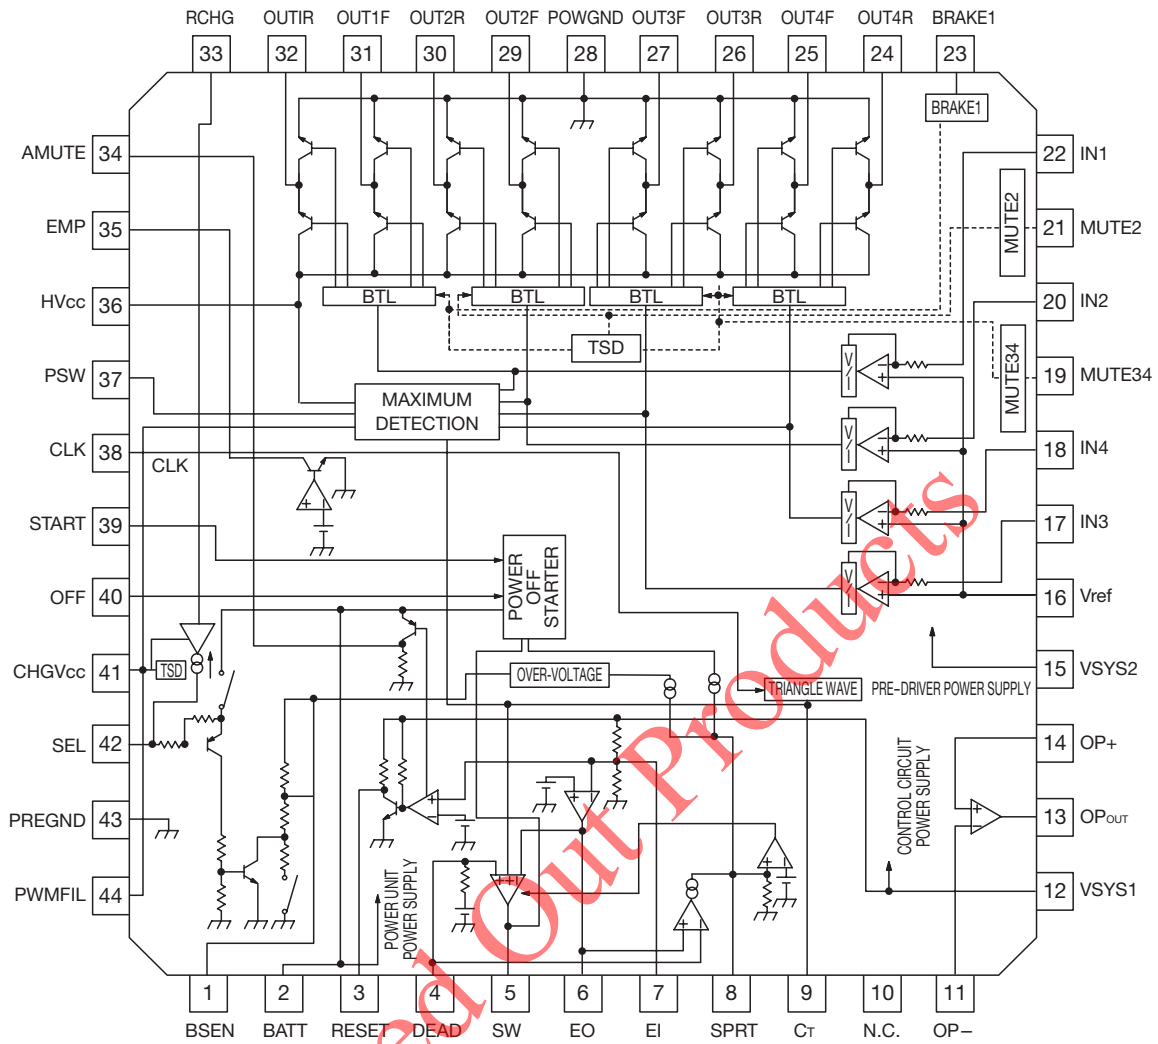 RCHG OUTIR OUT1F OUT2R OUT2F POWGND OUT3F OUT3R OUT4F OUT4R BRAKE1
33 32 31 30 29 28 27 26 25 24 23
BRAKE1
AMUTE 34
22 IN1
MUTE2
EMP 35
21 MUTE2
HVcc 36
BTL BTL BTL BTL
20 IN2
TSD
MUTE34
PSW 37
V/I
- +
19 MUTE34
MAXIMUM
DETECTION
CLK 38
CLK
V/I
- +
18 IN4
+ -
START 39
V/I
- +
17 IN3
POWER
OFF
STARTER
OFF 40
V/I
- +
16 Vref
CHGVcc 41
TSD
OVER-VOLTAGE
TRIANGLE WAVE
PRE-DRIVER POWER SUPPLY
15 VSYS2
SEL 42
14 OP+
CONTROL CIRCUIT
POWER SUPPLY
+ -
+ -
PREGND 43
+ -
13 OPOUT
+ -
PWMFIL 44
POWER UNIT
POWER SUPPLY
+ + -
+ -
12 VSYS1
1 2 3 4 5 6 7 8 9 10 11
BSEN BATT RESET DEAD SW EO EI SPRT CT N.C. OP−
ed Out Products